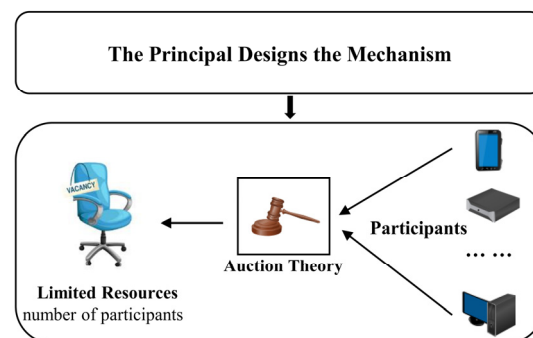 The Principal Designs the Mechanism
VACANCY
Participants
... ...
Auction Theory
Limited Resources
number of participants